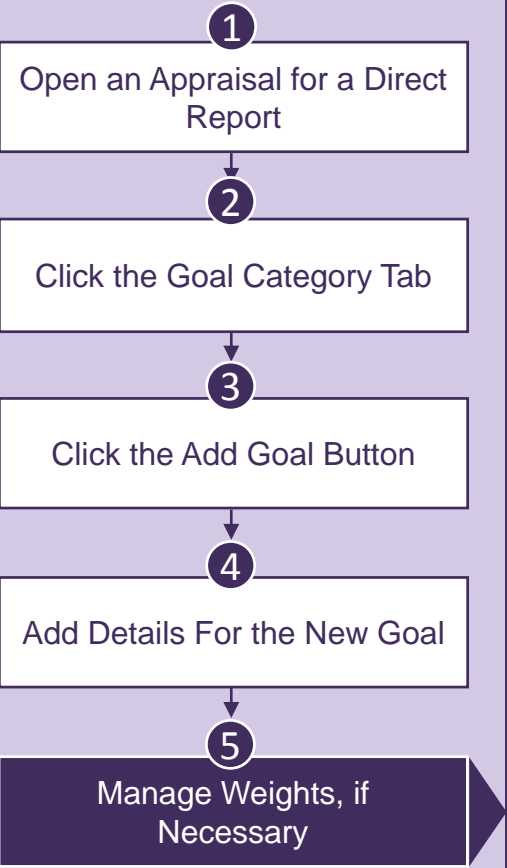 1
Open an Appraisal for a Direct
Report
2
Click the Goal Category Tab
3
Click the Add Goal Button
4
Add Details For the New Goal
5
Manage Weights, if
Necessary